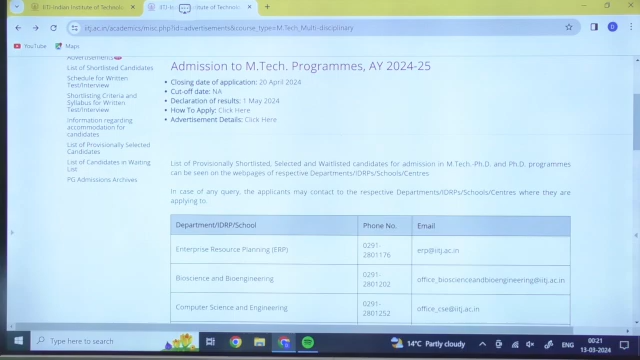 IITJ-Indian Institute of Technolo
itute of Technolo
iitj.ac.in/academics/misc.php?id=advertisements&course_type=M.Tech_Multi-disciplinary
YouTube
Maps
Advertisements
List of Shortlisted Candidates
Schedule for Written
Test/Interview
Shortlisting Criteria and
Syllabus for Written
Test/Interview
Information regarding
accommodation for
candidates
List of Provisionally Selected
Candidates
List of Candidates in Waiting
List
PG Admissions Archives
Admission to M.Tech. Programmes, AY 2024-25
Closing date of application: 20 April 2024
Cut-off date: NA
Declaration of results: 1 May 2024
How To Apply: Click Here
Advertisement Details: Click Here
List of Provisionally Shortlisted, Selected and Waitlisted candidates for admission in M.Tech.-Ph.D. and Ph.D. programmes
can be seen on the webpages of respective Departments/IDRPs/Schools/Centres
In case of any query, the applicants may contact to the respective Departments/IDRPs/Schools/Centres where they are
applying to.
Department/IDRP/School Phone No. Email
Enterprise Resource Planning (ERP) 0291-2801176 erp@iitj.ac.in
Bioscience and Bioengineering 0291-2801202 office_bioscienceandbioengineering@iitj.ac.in
Computer Science and Engineering 0291-2801252 office_cse@iitj.ac.in
Type here to search
14°C Partly cloudy
ENG
00:21
13-03-2024